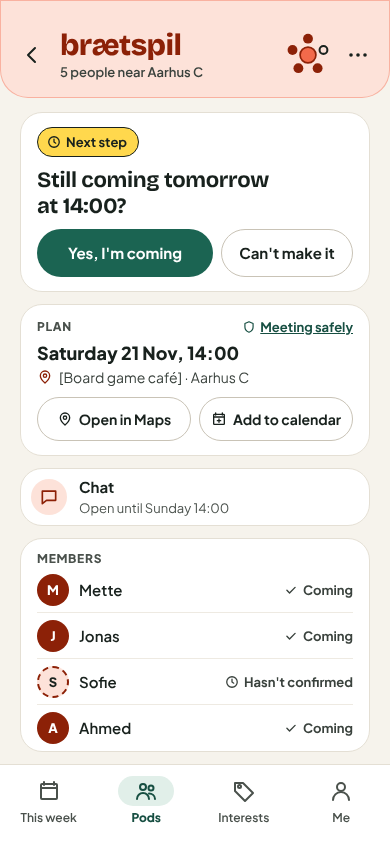 brætspil
5 people near Aarhus C
Next step
Still coming tomorrow
at 14:00?
Yes, I'm coming
Can't make it
PLAN
Meeting safely
Saturday 21 Nov, 14:00
[Board game café] · Aarhus C
Open in Maps
Add to calendar
Chat
Open until Sunday 14:00
MEMBERS
M
Mette
Coming
J
Jonas
Coming
S
Sofie
Hasn't confirmed
A
Ahmed
Coming
This week
Pods
Interests
Me